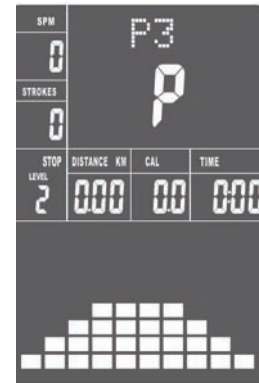 SPM
0
P3
P
STROKES
0
STOP
LEVEL
2
DISTANCE KM
0.00
CAL
0.0
TIME
0:00